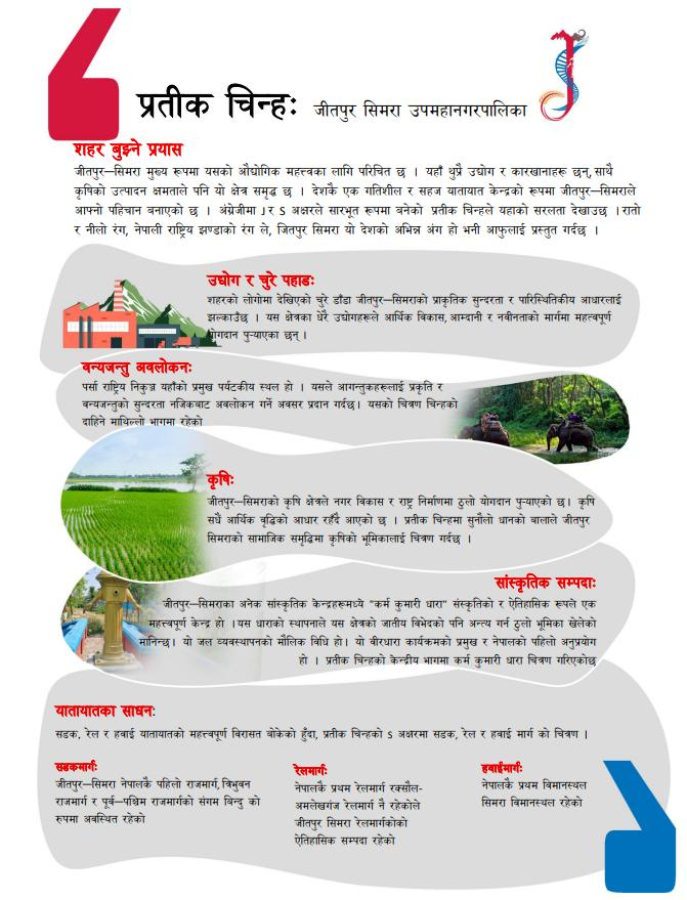 प्रतीक चिन्हः जीतपुर सिमरा उपमहानगरपालिका
शहर बुझ्ने प्रयास
जीतपुर–सिमरा मुख्य रूपमा यसको औधोगिक महत्त्वका लागि परिचित छ । यहाँ थुप्रै उधोग र कारखानाहरू छन्, साथै
कृषिको उत्पादन क्षमताले पनि यो क्षेत्र समृद्ध छ । देशकै एक गतिशील र सहज यातायात केन्द्रको रूपमा जीतपुर–सिमराले
आफ्नो पहिचान बनाएको छ । अंग्रेजीमा J र S अक्षरले सारभूत रूपमा बनेको प्रतीक चिन्हले यहाको सरलता देखाउछ । रातो
र नीलो रंग, नेपाली राष्ट्रिय झण्डाको रंग ले, जितपुर सिमरा यो देशको अभिन्न अंग हो भनी आफुलाई प्रस्तुत गर्दछ ।
उधोग र चुरे पहाडः
शहरको लोगोमा देखिएको चुरे डाँडा जीतपुर–सिमराको प्राकृतिक सुन्दरता र पारिस्थितिकीय आधारलाई
झल्काउँछ । यस क्षेत्रका धेरै उद्योगहरूले आर्थिक विकास, आम्दानी र नवीनताको मार्गमा महत्वपूर्ण
योगदान पुऱ्याएका छन् ।
वन्यजन्तु अवलोकनः
पर्सा राष्ट्रिय निकुञ्ज यहाँको प्रमुख पर्यटकीय स्थल हो । यसले आगन्तुकहरूलाई प्रकृति र
वन्यजन्तुको सुन्दरता नजिकबाट अवलोकन गर्ने अवसर प्रदान गर्दछ। यसको चित्रण चिन्हको
दाहिने माथिल्लो भागमा रहेको
कृषिः
जीतपुर–सिमराको कृषि क्षेत्रले नगर विकास र राष्ट्र निर्माणमा ठुलो योगदान पुऱ्याएको छ। कृषि
सधैं आर्थिक वृद्धिको आधार रहँदै आएको छ । प्रतीक चिन्हमा सुनौलो धानको बालाले जीतपुर
सिमराको सामाजिक समृद्धिमा कृषिको भूमिकालाई चित्रण गर्दछ ।
सांस्कृतिक सम्पदाः
जीतपुर–सिमराका अनेक सांस्कृतिक केन्द्रहरूमध्ये "कर्म कुमारी धारा" संस्कृतिको र ऐतिहासिक रूपले एक
महत्त्वपूर्ण केन्द्र हो ।यस धाराको स्थापनाले यस क्षेत्रको जातीय विभेदको पनि अन्त्य गर्न ठुलो भूमिका खेलेको
मानिन्छ। यो जल व्यवस्थापनको मौलिक विधि हो। यो वीरधारा कार्यक्रमको प्रमुख र नेपालको पहिलो अनुप्रयोग
हो । प्रतीक चिन्हको केन्द्रीय भागमा कर्म कुमारी धारा चित्रण गरिएकोछ
यातायातका साधनः
सडक, रेल र हवाई यातायातको महत्त्वपूर्ण विरासत बोकेको हुँदा, प्रतीक चिन्हको S अक्षरमा सडक, रेल र हवाई मार्ग को चित्रण ।
सडकमार्गः
जीतपुर–सिमरा नेपालकै पहिलो राजमार्ग, त्रिभुवन
राजमार्ग र पूर्व–पश्चिम राजमार्गको संगम विन्दु को
रूपमा अवस्थित रहेको
रेलमार्गः
नेपालकै प्रथम रेलमार्ग रक्सौल-
अमलेखगंज रेलमार्ग नै रहेकोले
जीतपुर सिमरा रेलमार्गकोको
ऐतिहासिक सम्पदा रहेको
हवाईमार्गः
नेपालकै प्रथम विमानस्थल
सिमरा विमानस्थल रहेको